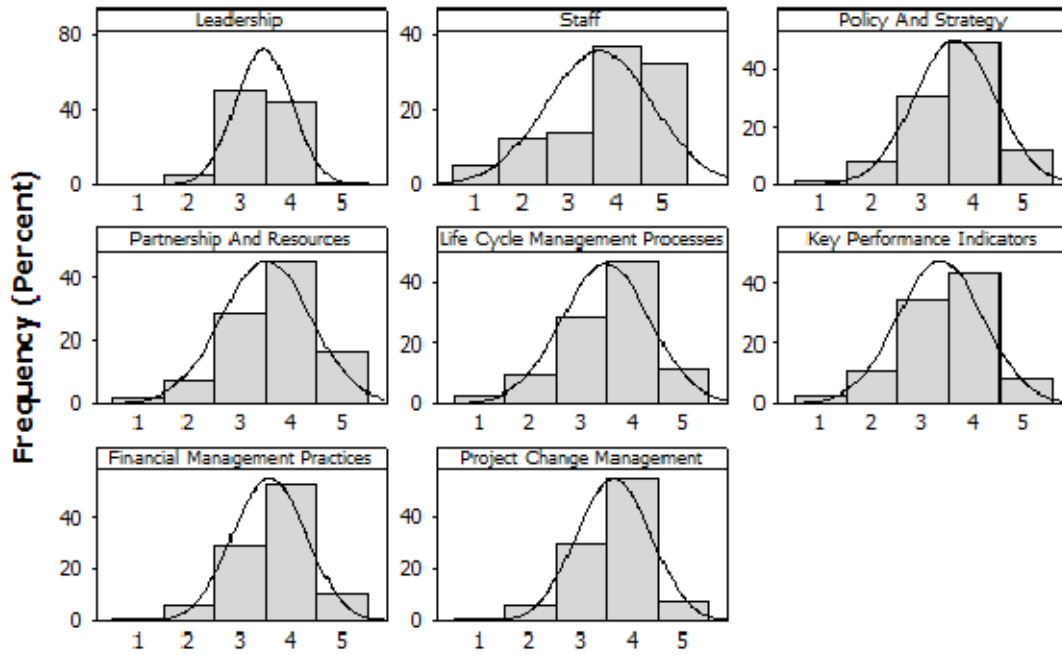 Leadership
Staff
Policy And Strategy
80
40
0
1 2 3 4 5
40
20
0
1 2 3 4 5
40
20
0
1 2 3 4 5
Partnership And Resources
Life Cycle Management Processes
Key Performance Indicators
40
20
0
1 2 3 4 5
40
20
0
1 2 3 4 5
40
20
0
1 2 3 4 5
Financial Management Practices
Project Change Management
40
20
0
1 2 3 4 5
40
20
0
1 2 3 4 5
Frequency (Percent)